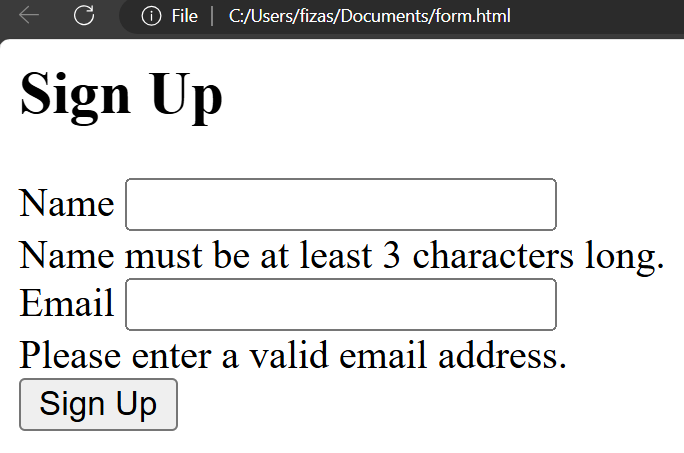 File | C:/Users/fizas/Documents/form.html
Sign Up
Name
Name must be at least 3 characters long.
Email
Please enter a valid email address.
Sign Up